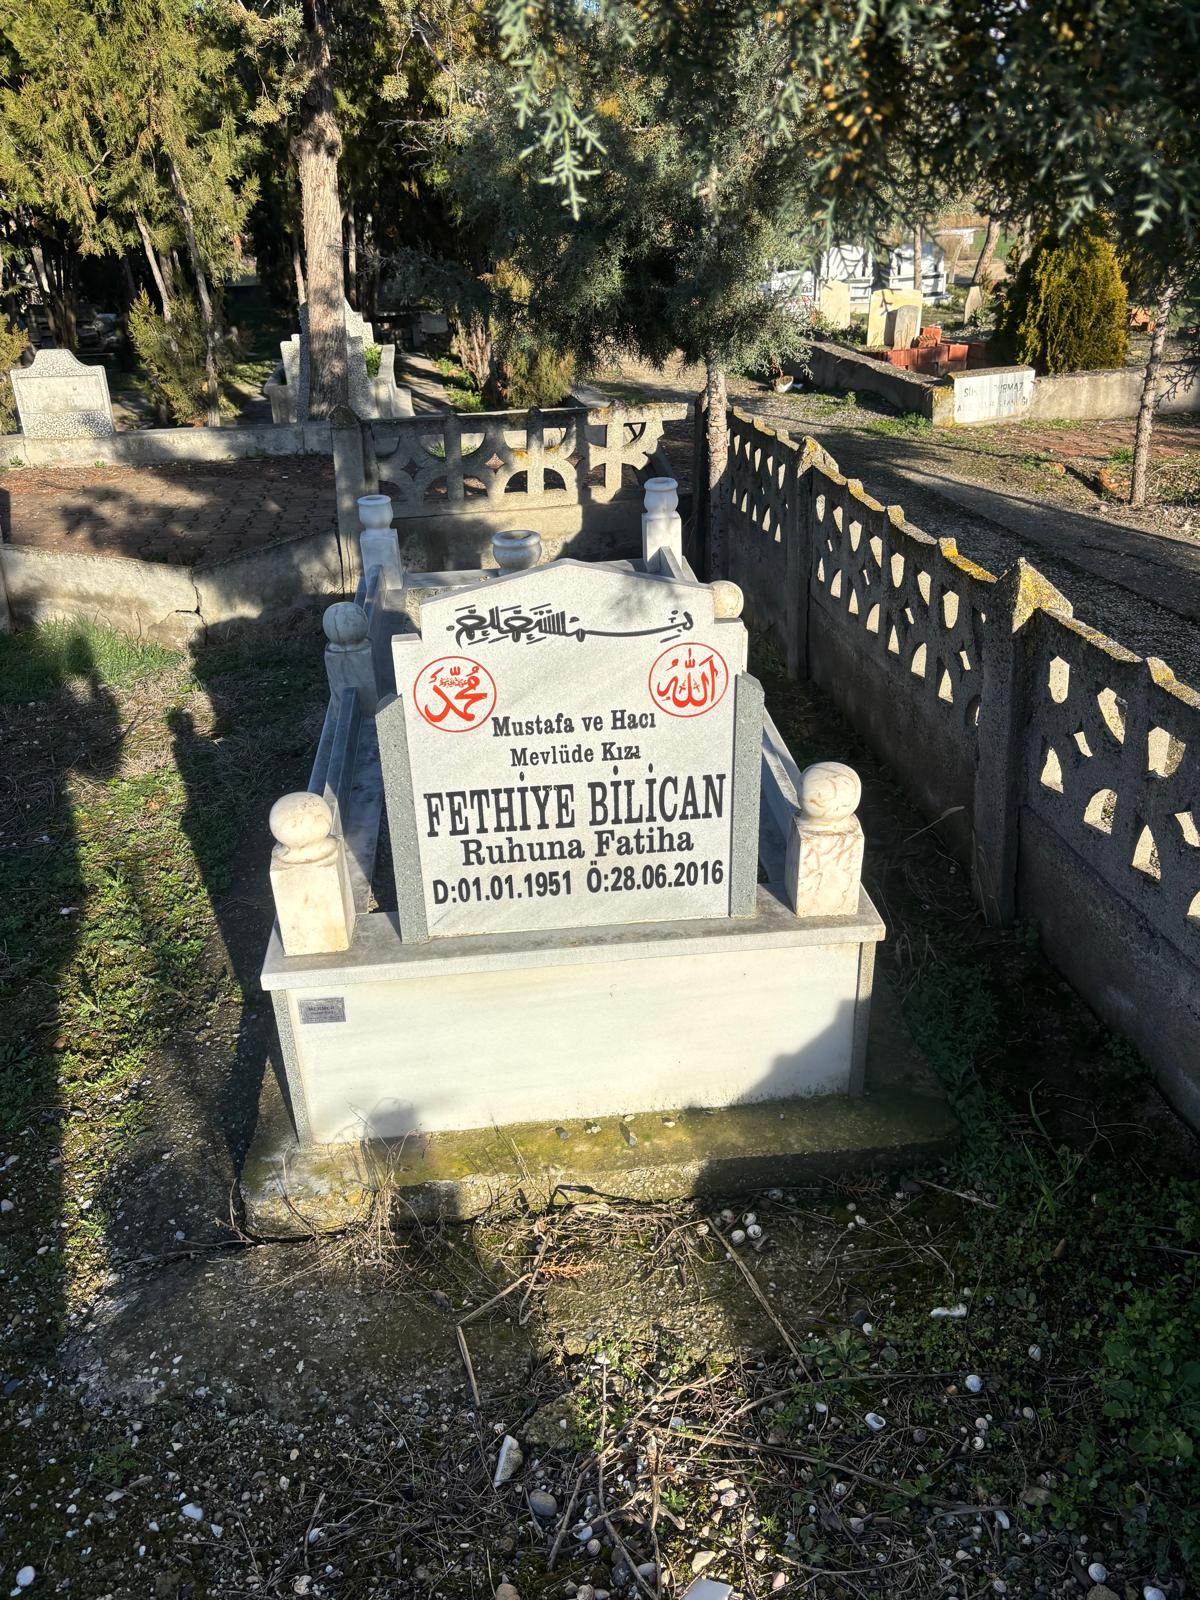 بسم الله الرحمن الرحيم
محمد
الله
Mustafa ve Hacı
Mevlüde Kızı
FETHİYE BİLİCAN
Ruhuna Fatiha
D:01.01.1951 Ö:28.06.2016